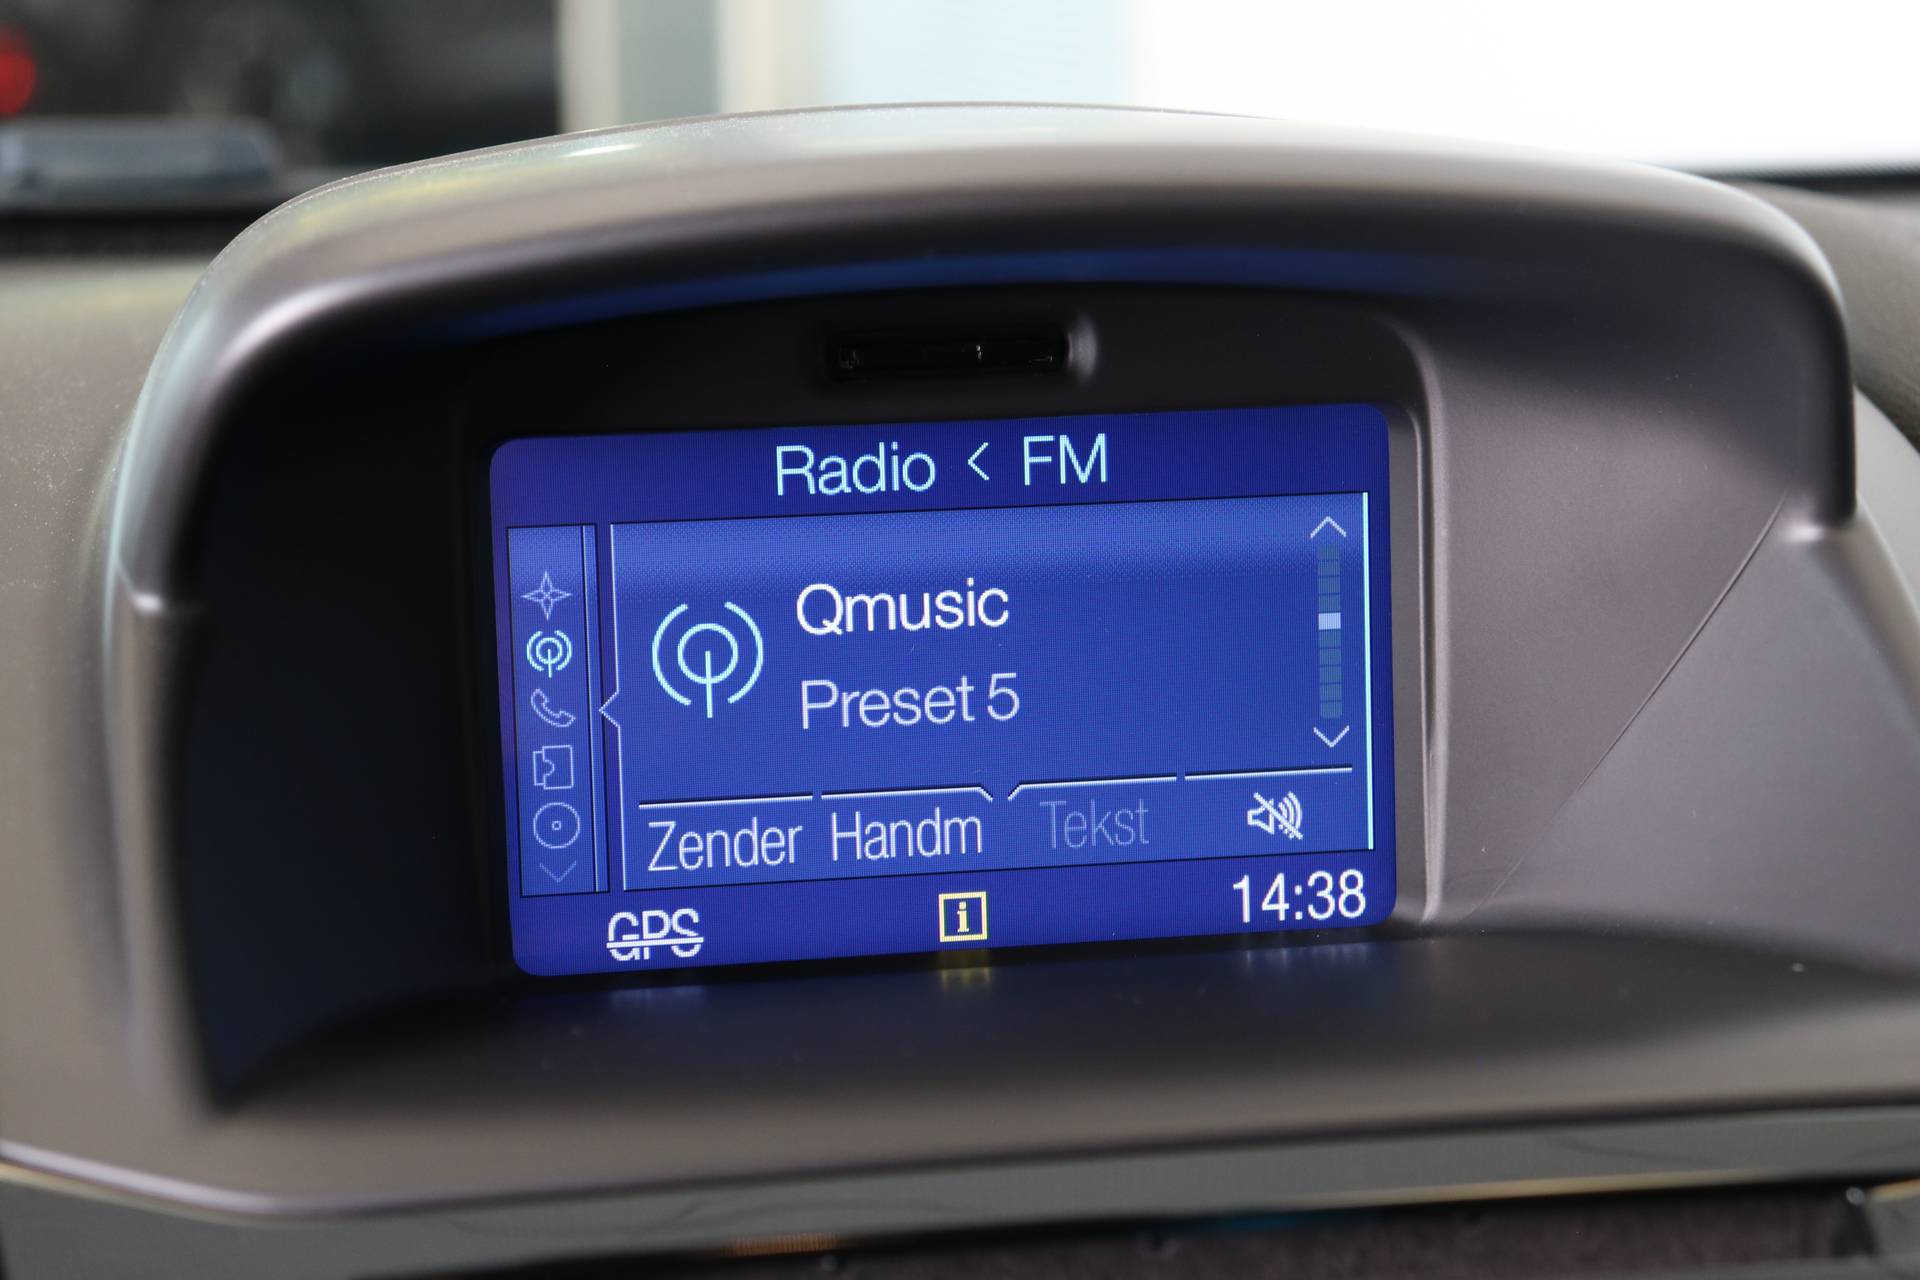 Radio < FM
Qmusic
Preset 5
Zender Handm Tekst
GPS i 14:38